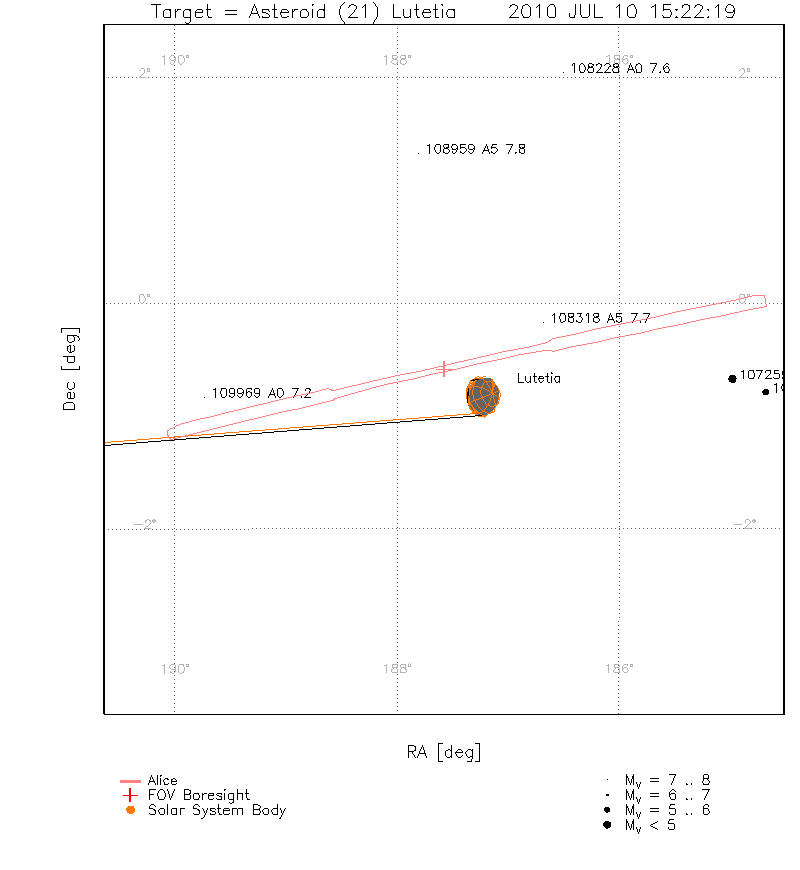 Target = Asteroid (21) Lutetia 2010 JUL 10 15:22:19
190° 188° 186°
2° 2°
108228 A0 7.6
108959 A5 7.8
0° 0°
108318 A5 7.7
Lutetia
10725
109969 A0 7.2
Dec [deg]
-2° -2°
190° 188° 186°
RA [deg]
Alice
FOV Boresight
Solar System Body
Mv = 7 .. 8
Mv = 6 .. 7
Mv = 5 .. 6
Mv < 5